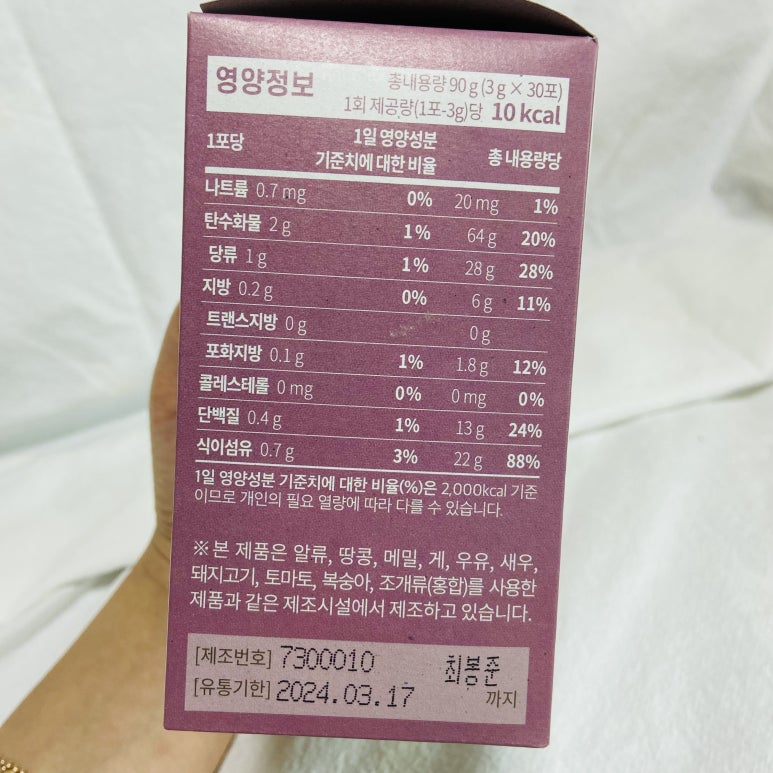 영양정보
총내용량 90 g (3 g × 30포)
1회 제공량(1포-3g)당 10 kcal
1포당 1일 영양성분 기준치에 대한 비율 총 내용량당
나트륨 0.7 mg 0% 20 mg 1%
탄수화물 2 g 1% 64 g 20%
당류 1 g 1% 28 g 28%
지방 0.2 g 0% 6 g 11%
트랜스지방 0 g 0 g
포화지방 0.1 g 1% 1.8 g 12%
콜레스테롤 0 mg 0% 0 mg 0%
단백질 0.4 g 1% 13 g 24%
식이섬유 0.7 g 3% 22 g 88%
1일 영양성분 기준치에 대한 비율(%)은 2,000kcal 기준
이므로 개인의 필요 열량에 따라 다를 수 있습니다.
※본 제품은 알류, 땅콩, 메밀, 게, 우유, 새우,
돼지고기, 토마토, 복숭아, 조개류(홍합)를 사용한
제품과 같은 제조시설에서 제조하고 있습니다.
[제조번호] 7300010 최봉준
[유통기한] 2024.03.17 까지